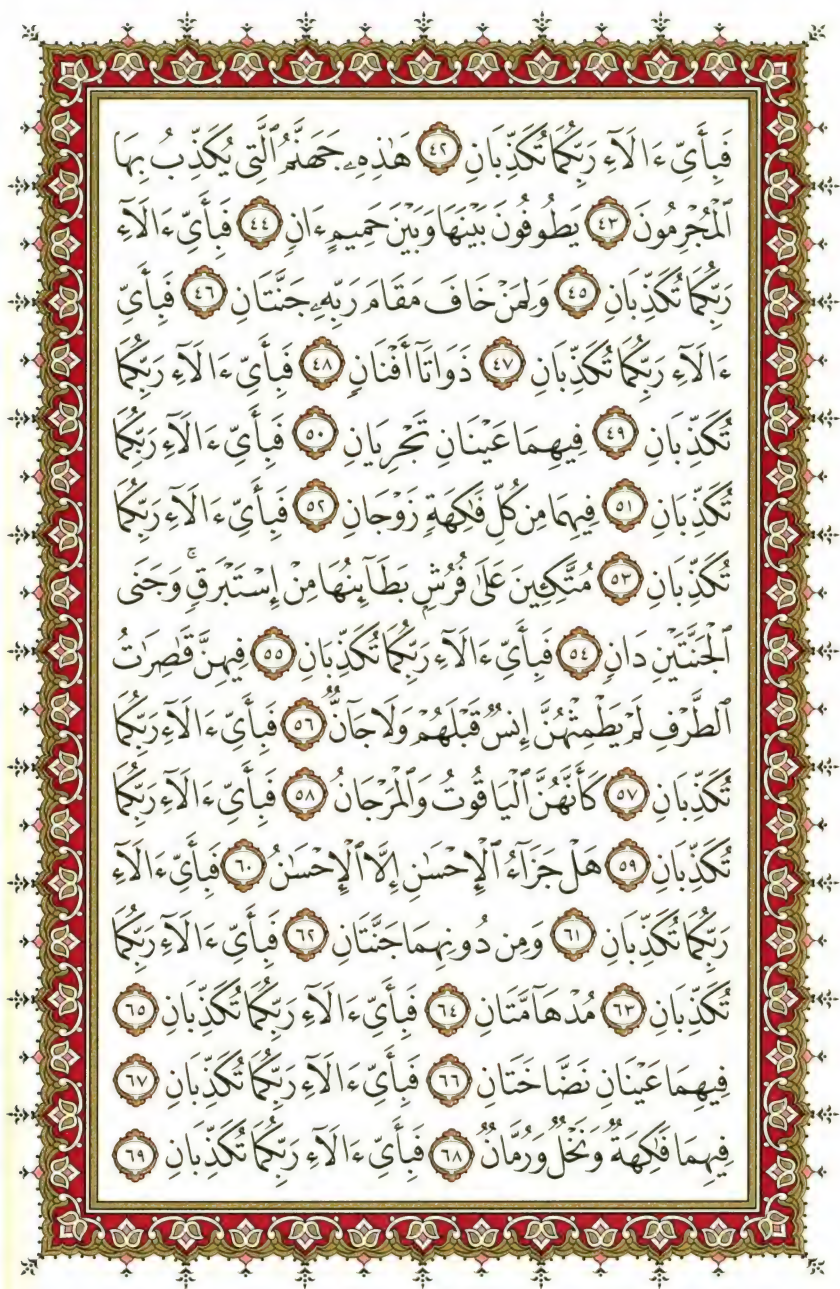 فَبِأَيِّ ءَالَآءِ رَبِّكُمَا تُكَذِّبَانِ ٤٢ هَٰذِهِۦ جَهَنَّمُ ٱلَّتِى يُكَذِّبُ بِهَا
ٱلْمُجْرِمُونَ ٤٣ يَطُوفُونَ بَيْنَهَا وَبَيْنَ حَمِيمٍ ءَانٍ ٤٤ فَبِأَيِّ ءَالَآءِ
رَبِّكُمَا تُكَذِّبَانِ ٤٥ وَلِمَنْ خَافَ مَقَامَ رَبِّهِۦ جَنَّتَانِ ٤٦ فَبِأَيِّ
ءَالَآءِ رَبِّكُمَا تُكَذِّبَانِ ٤٧ ذَوَاتَآ أَفْنَانٍ ٤٨ فَبِأَيِّ ءَالَآءِ رَبِّكُمَا
تُكَذِّبَانِ ٤٩ فِيهِمَا عَيْنَانِ تَجْرِيَانِ ٥٠ فَبِأَيِّ ءَالَآءِ رَبِّكُمَا
تُكَذِّبَانِ ٥١ فِيهِمَا مِن كُلِّ فَٰكِهَةٍ زَوْجَانِ ٥٢ فَبِأَيِّ ءَالَآءِ رَبِّكُمَا
تُكَذِّبَانِ ٥٣ مُتَّكِـِٔينَ عَلَىٰ فُرُشٍۭ بَطَآئِنُهَا مِنْ إِسْتَبْرَقٍ ۚ وَجَنَى
ٱلْجَنَّتَيْنِ دَانٍ ٥٤ فَبِأَيِّ ءَالَآءِ رَبِّكُمَا تُكَذِّبَانِ ٥٥ فِيهِنَّ قَٰصِرَٰتُ
ٱلطَّرْفِ لَمْ يَطْمِثْهُنَّ إِنسٌ قَبْلَهُمْ وَلَا جَآنٌّ ٥٦ فَبِأَيِّ ءَالَآءِ رَبِّكُمَا
تُكَذِّبَانِ ٥٧ كَأَنَّهُنَّ ٱلْيَاقُوتُ وَٱلْمَرْجَانُ ٥٨ فَبِأَيِّ ءَالَآءِ رَبِّكُمَا
تُكَذِّبَانِ ٥٩ هَلْ جَزَآءُ ٱلْإِحْسَٰنِ إِلَّا ٱلْإِحْسَٰنُ ٦٠ فَبِأَيِّ ءَالَآءِ
رَبِّكُمَا تُكَذِّبَانِ ٦١ وَمِن دُونِهِمَا جَنَّتَانِ ٦٢ فَبِأَيِّ ءَالَآءِ رَبِّكُمَا
تُكَذِّبَانِ ٦٣ مُدْهَآمَّتَانِ ٦٤ فَبِأَيِّ ءَالَآءِ رَبِّكُمَا تُكَذِّبَانِ ٦٥
فِيهِمَا عَيْنَانِ نَضَّاخَتَانِ ٦٦ فَبِأَيِّ ءَالَآءِ رَبِّكُمَا تُكَذِّبَانِ ٦٧
فِيهِمَا فَٰكِهَةٌ وَنَخْلٌ وَرُمَّانٌ ٦٨ فَبِأَيِّ ءَالَآءِ رَبِّكُمَا تُكَذِّبَانِ ٦٩